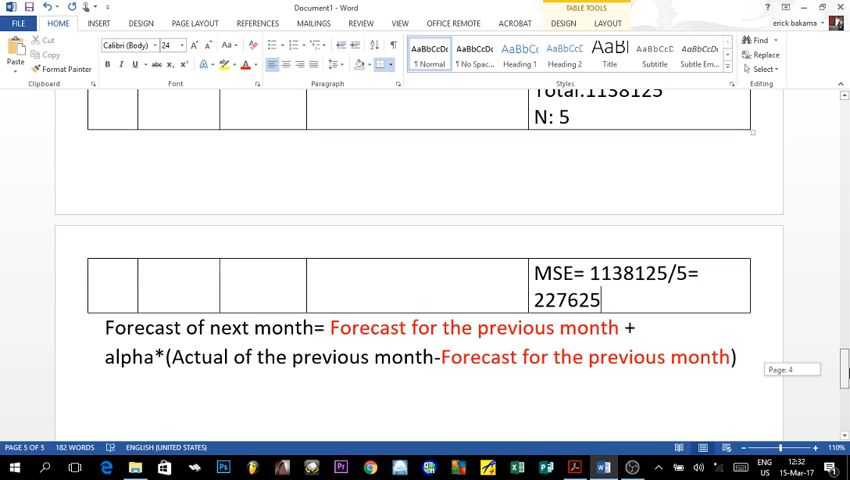 Document1 - Word
TABLE TOOLS
erick bakama
FILE
HOME
INSERT
DESIGN
PAGE LAYOUT
REFERENCES
MAILINGS
REVIEW
VIEW
OFFICE REMOTE
ACROBAT
DESIGN
LAYOUT
Cut
Copy
Format Painter
Paste
Clipboard
Calibri (Body)
24
Font
Paragraph
AaBbCcDc
¶ Normal
AaBbCcDc
¶ No Spac...
AaBbCc
Heading 1
AaBbCcC
Heading 2
AaBl
Title
AaBbCcC
Subtitle
AaBbCcDc
Subtle Em...
Styles
Find
Replace
Select
Editing
Total:1138125
N: 5
MSE= 1138125/5=
227625
Forecast of next month= Forecast for the previous month +
alpha*(Actual of the previous month-Forecast for the previous month)
Page: 4
PAGE 5 OF 5
182 WORDS
ENGLISH (UNITED STATES)
110%
ENG
US
12:32
15-Mar-17